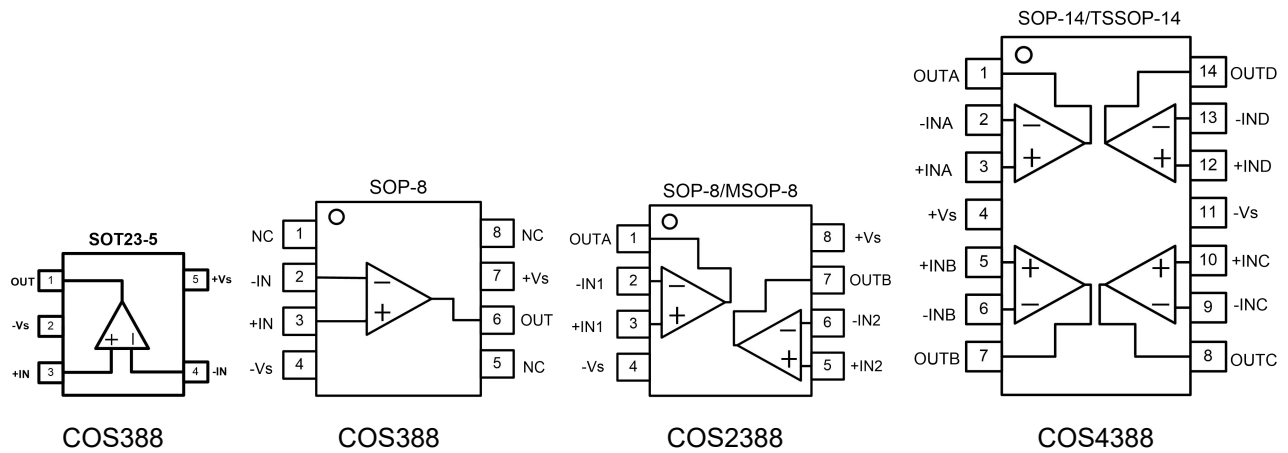 SOT23-5
OUT 1 5 +Vs
-Vs 2
+IN 3 4 -IN
COS388
SOP-8
NC 1 8 NC
-IN 2 7 +Vs
+IN 3 6 OUT
-Vs 4 5 NC
COS388
SOP-8/MSOP-8
OUTA 1 8 +Vs
-IN1 2 7 OUTB
+IN1 3 6 -IN2
-Vs 4 5 +IN2
COS2388
SOP-14/TSSOP-14
OUTA 1 14 OUTD
-INA 2 13 -IND
+INA 3 12 +IND
+Vs 4 11 -Vs
+INB 5 10 +INC
-INB 6 9 -INC
OUTB 7 8 OUTC
COS4388